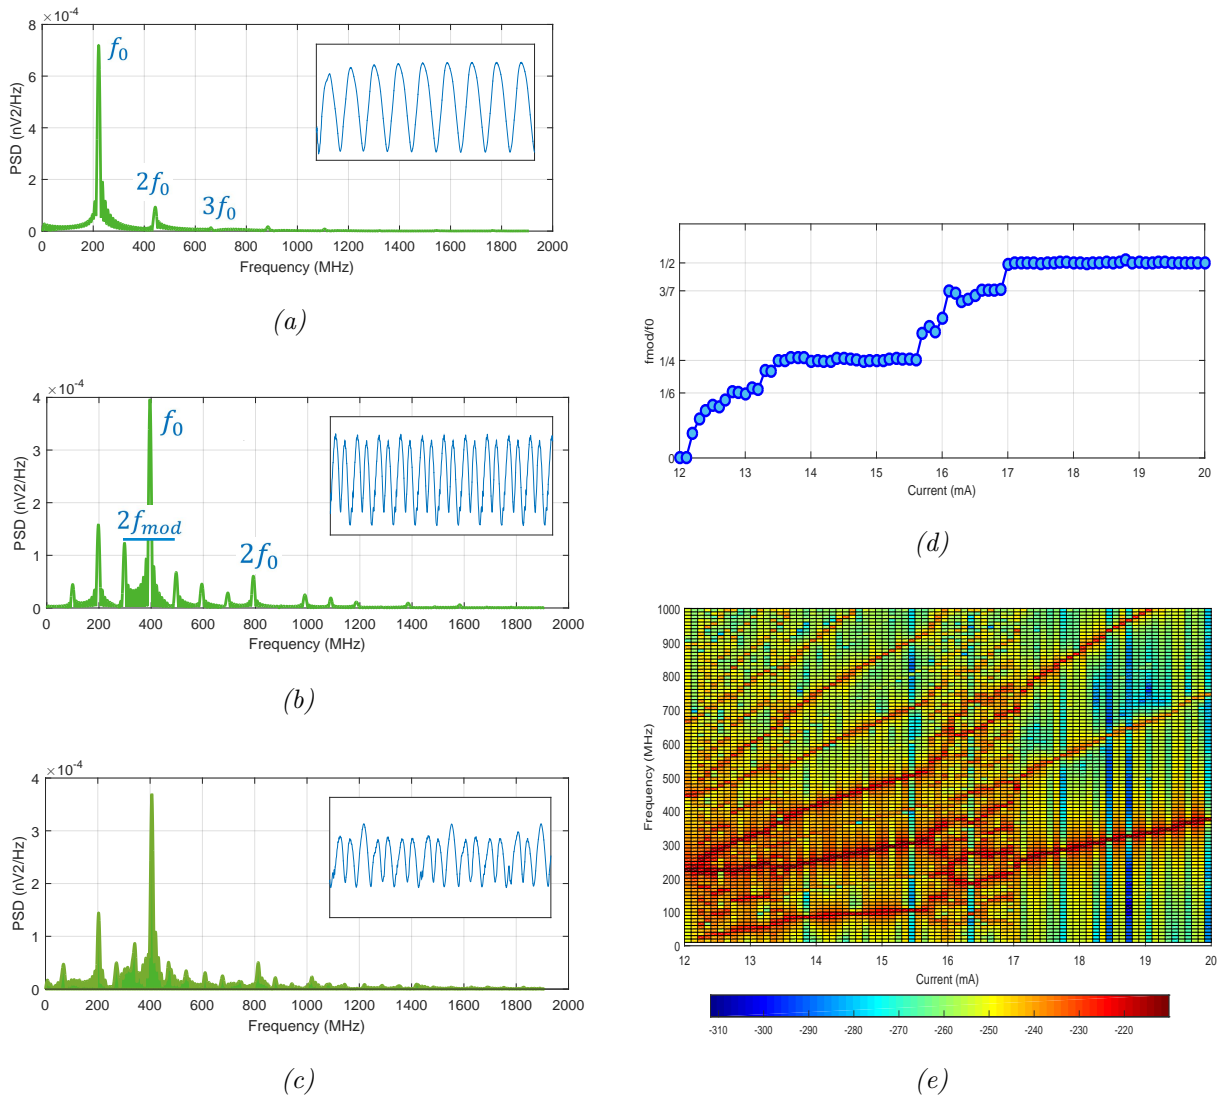 ×10⁻⁴
PSD (nV2/Hz)
8
6
4
2
0
f₀
2f₀
3f₀
0 200 400 600 800 1000 1200 1400 1600 1800 2000
Frequency (MHz)
(a)
×10⁻⁴
PSD (nV2/Hz)
4
3
2
1
0
f₀
2f_mod
2f₀
0 200 400 600 800 1000 1200 1400 1600 1800 2000
Frequency (MHz)
(b)
×10⁻⁴
PSD (nV2/Hz)
4
3
2
1
0
0 200 400 600 800 1000 1200 1400 1600 1800 2000
Frequency (MHz)
(c)
fmod/f0
1/2
3/7
1/4
1/6
0
12 13 14 15 16 17 18 19 20
Current (mA)
(d)
Frequency (MHz)
1000
900
800
700
600
500
400
300
200
100
0
12 13 14 15 16 17 18 19 20
Current (mA)
-310 -300 -290 -280 -270 -260 -250 -240 -230 -220
(e)